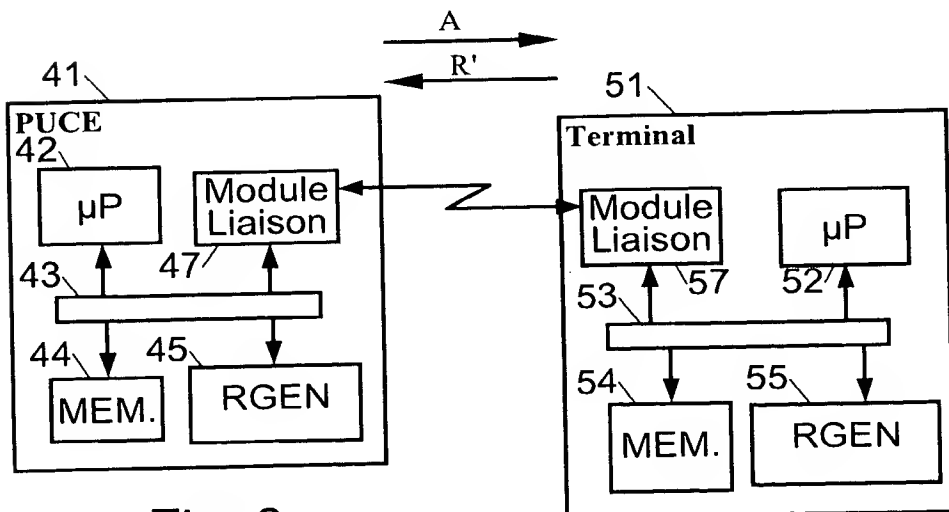 A
R'
41
51
PUCE
Terminal
42
µP
Module
Liaison
47
Module
Liaison
57
µP
52
43
53
44
MEM.
45
RGEN
54
MEM.
55
RGEN